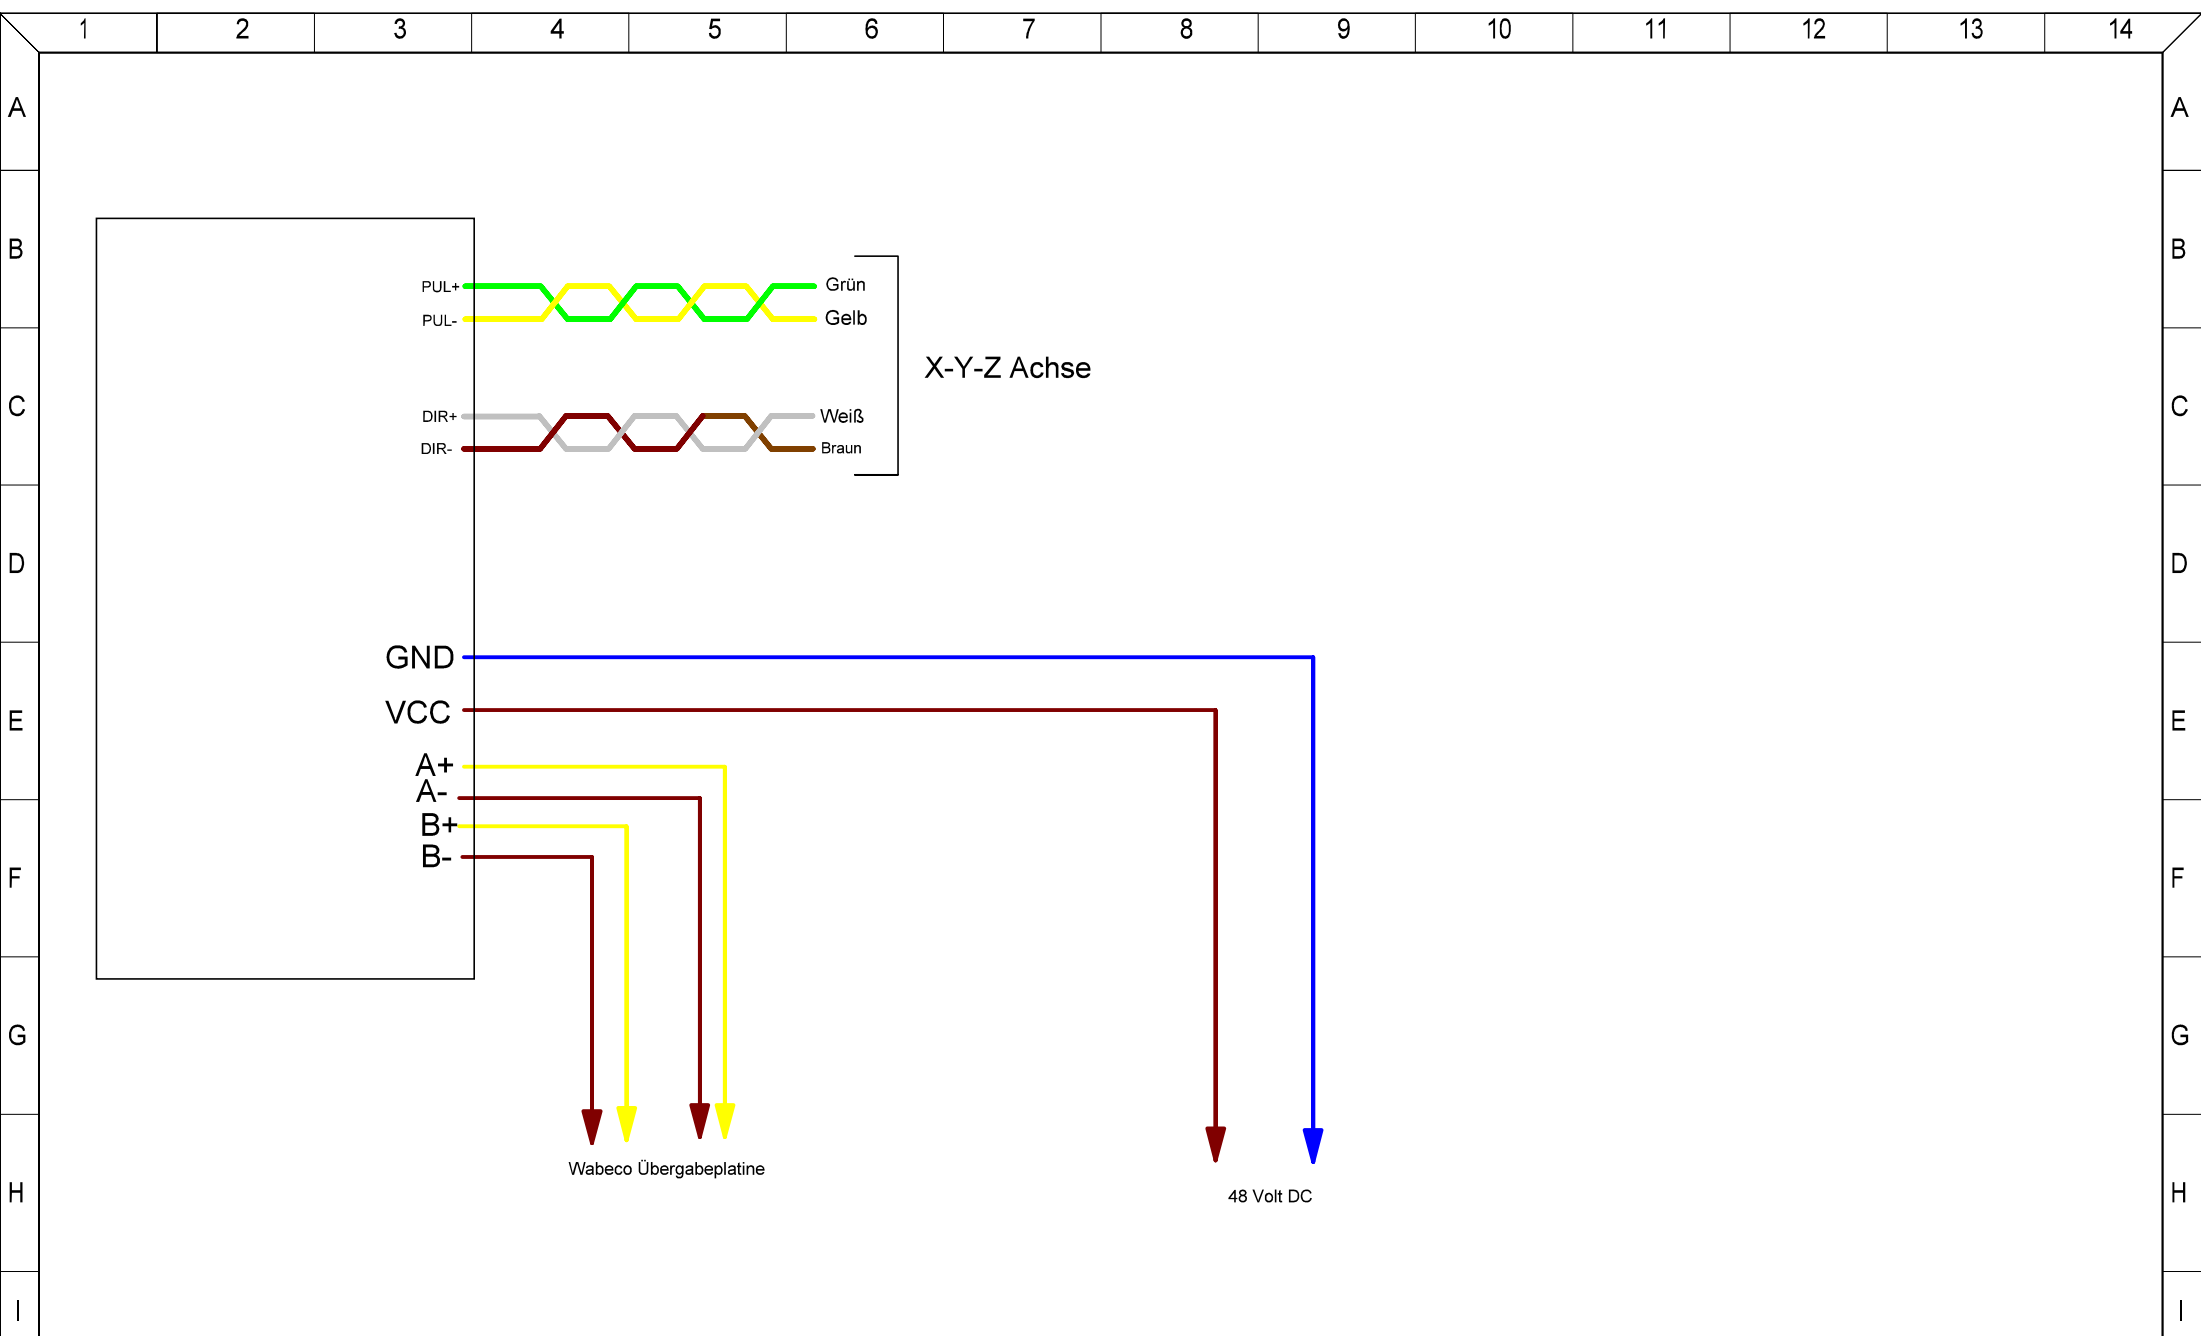 1 2 3 4 5 6 7 8 9 10 11 12 13 14
A A
B B
PUL+ Grün
PUL- Gelb
X-Y-Z Achse
C C
DIR+ Weiß
DIR- Braun
D D
GND
VCC
E E
A+
A-
B+
B-
F F
G G
Wabeco Übergabeplatine
H H
48 Volt DC
I I